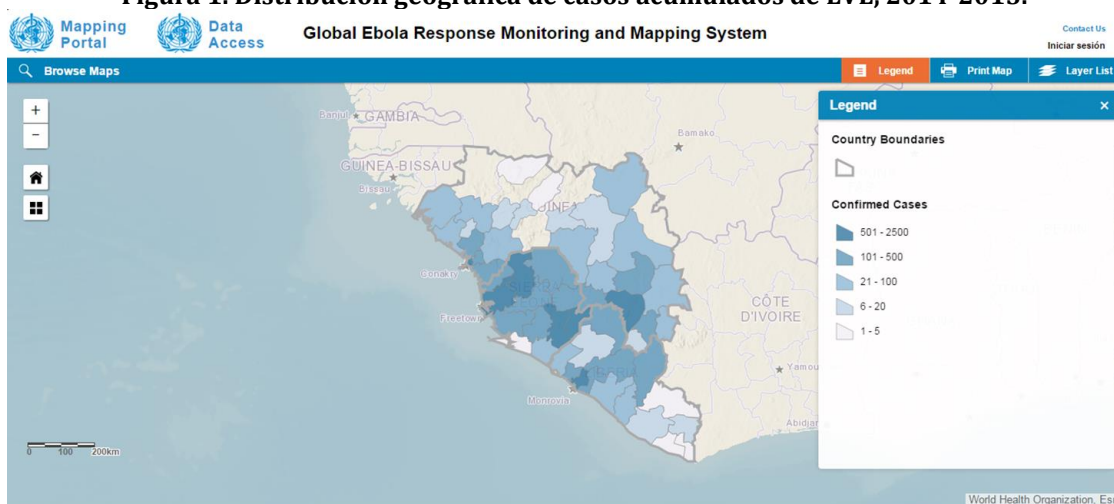 Figura 1. Distribución geográfica de casos acumulados de EVE, 2014-2015.
Mapping Portal
Data Access
Global Ebola Response Monitoring and Mapping System
Contact Us
Iniciar sesión
Browse Maps
Legend
Print Map
Layer List
Legend
×
Country Boundaries
Confirmed Cases
501 - 2500
101 - 500
21 - 100
6 - 20
1 - 5
+
−
Banjul
GAMBIA
Bamako
GUINEA-BISSAU
Bissau
Conakry
SIERRA
LEONE
Freetown
CÔTE
D'IVOIRE
Monrovia
0 100 200km
World Health Organization, Es